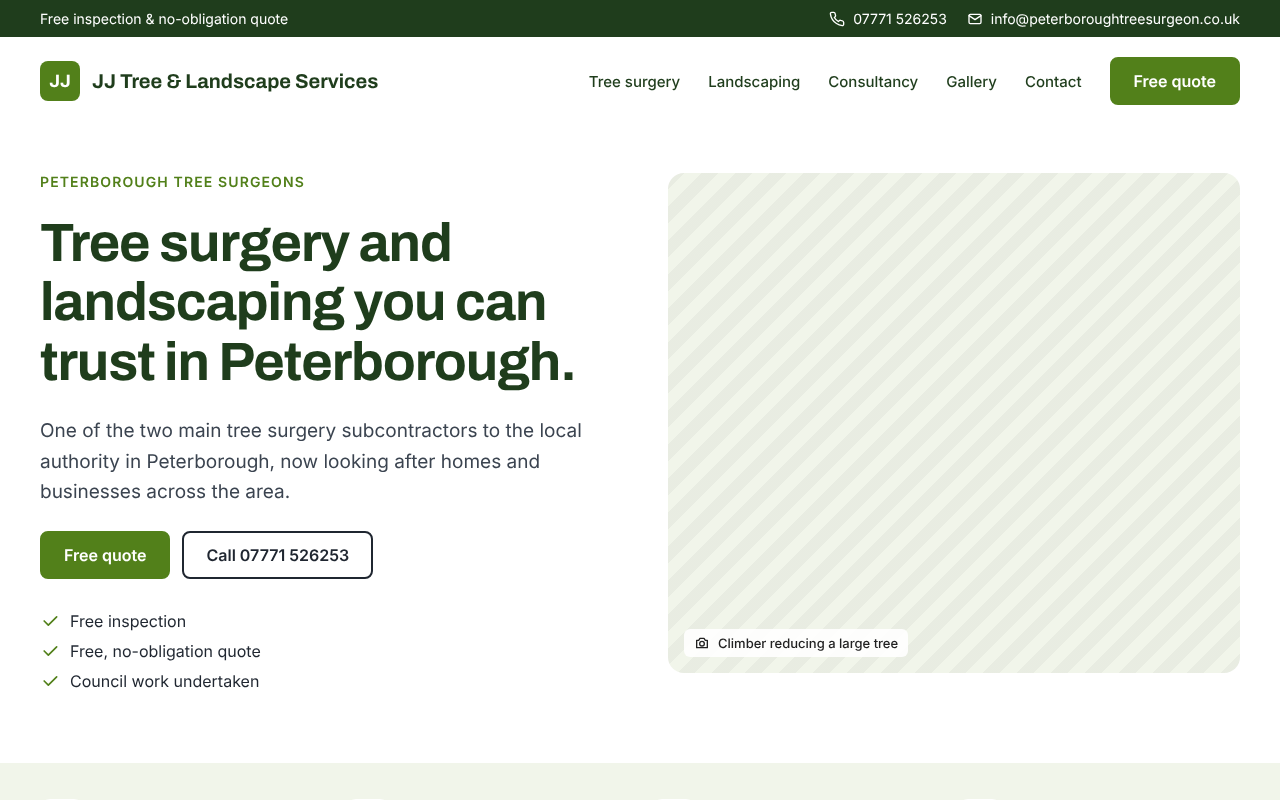 Free inspection & no-obligation quote
07771 526253
info@peterboroughtreesurgeon.co.uk
JJ
JJ Tree & Landscape Services
Tree surgery
Landscaping
Consultancy
Gallery
Contact
Free quote
PETERBOROUGH TREE SURGEONS
Tree surgery and
landscaping you can
trust in Peterborough.
One of the two main tree surgery subcontractors to the local
authority in Peterborough, now looking after homes and
businesses across the area.
Free quote
Call 07771 526253
Free inspection
Free, no-obligation quote
Council work undertaken
Climber reducing a large tree